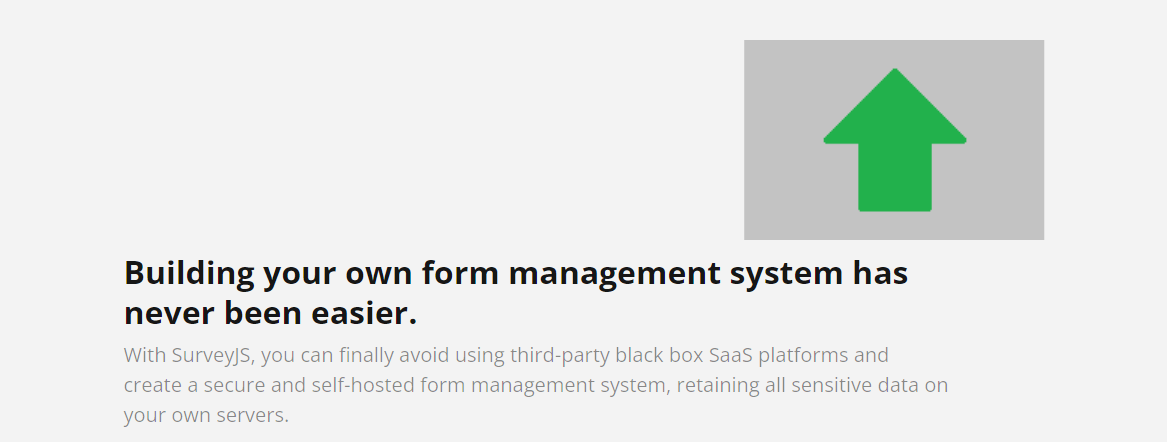 Building your own form management system has
never been easier.
With SurveyJS, you can finally avoid using third-party black box SaaS platforms and
create a secure and self-hosted form management system, retaining all sensitive data on
your own servers.